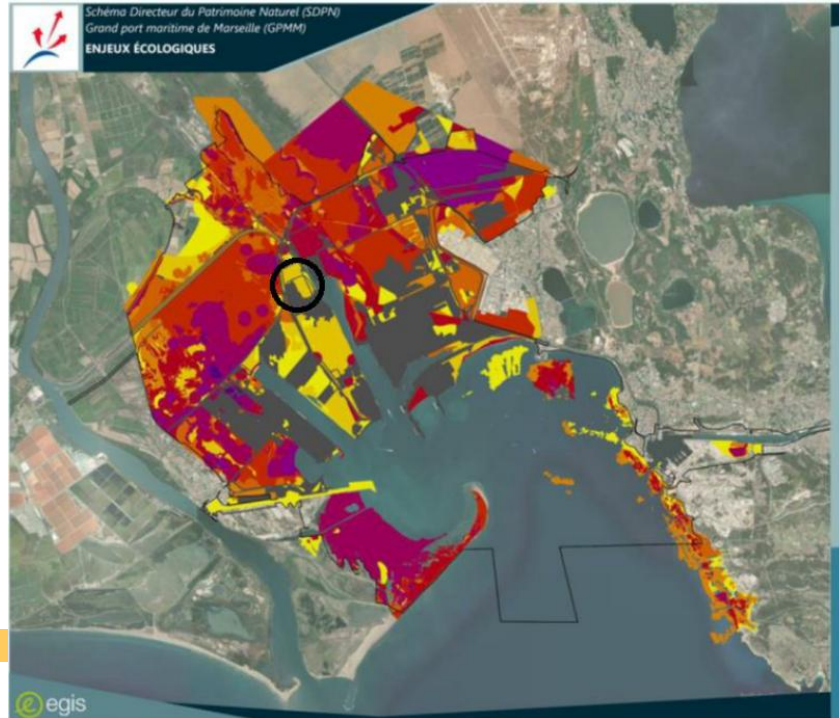 Schéma Directeur du Patrimoine Naturel (SDPN)
Grand port maritime de Marseille (GPMM)
ENJEUX ÉCOLOGIQUES
egis